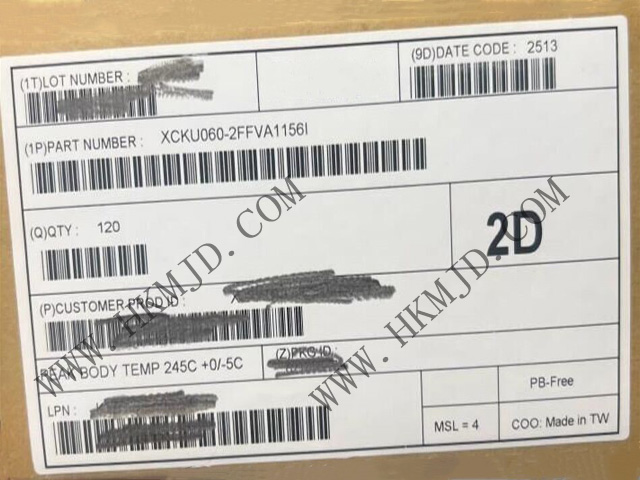 (1T)LOT NUMBER :
(9D)DATE CODE : 2513
(1P)PART NUMBER : XCKU060-2FFVA1156I
(Q)QTY : 120
2D
(P)CUSTOMER PROD ID :
PEAK BODY TEMP 245C +0/-5C
(Z)PKG ID :
LPN :
PB-Free
MSL = 4
COO: Made in TW
WWW.HKMJD.COM
WWW.HKMJD.COM